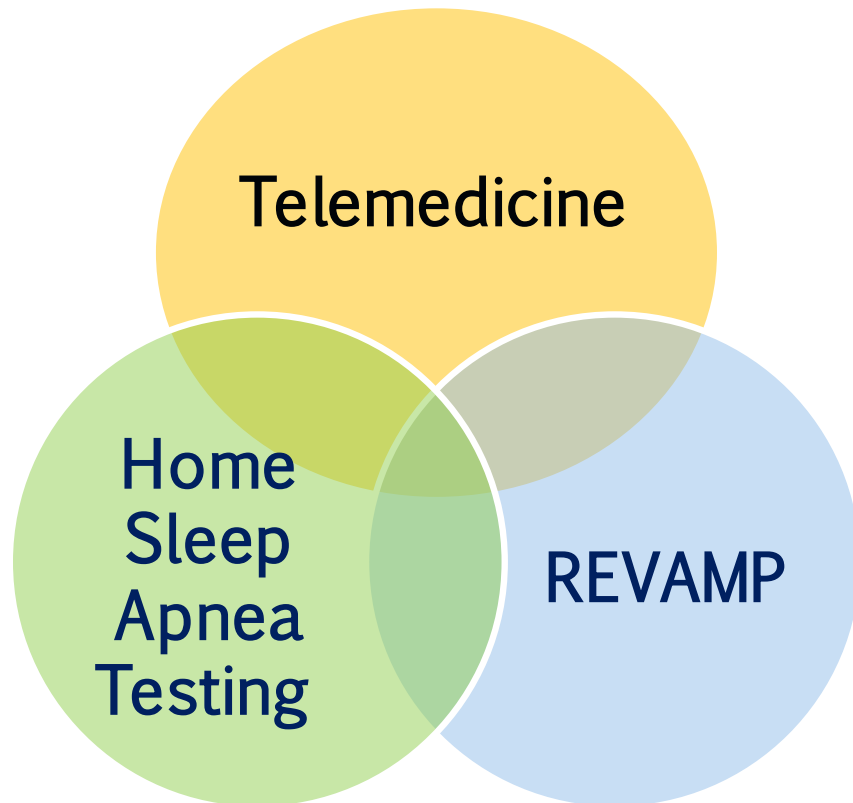 Telemedicine
Home
Sleep
Apnea
Testing
REVAMP